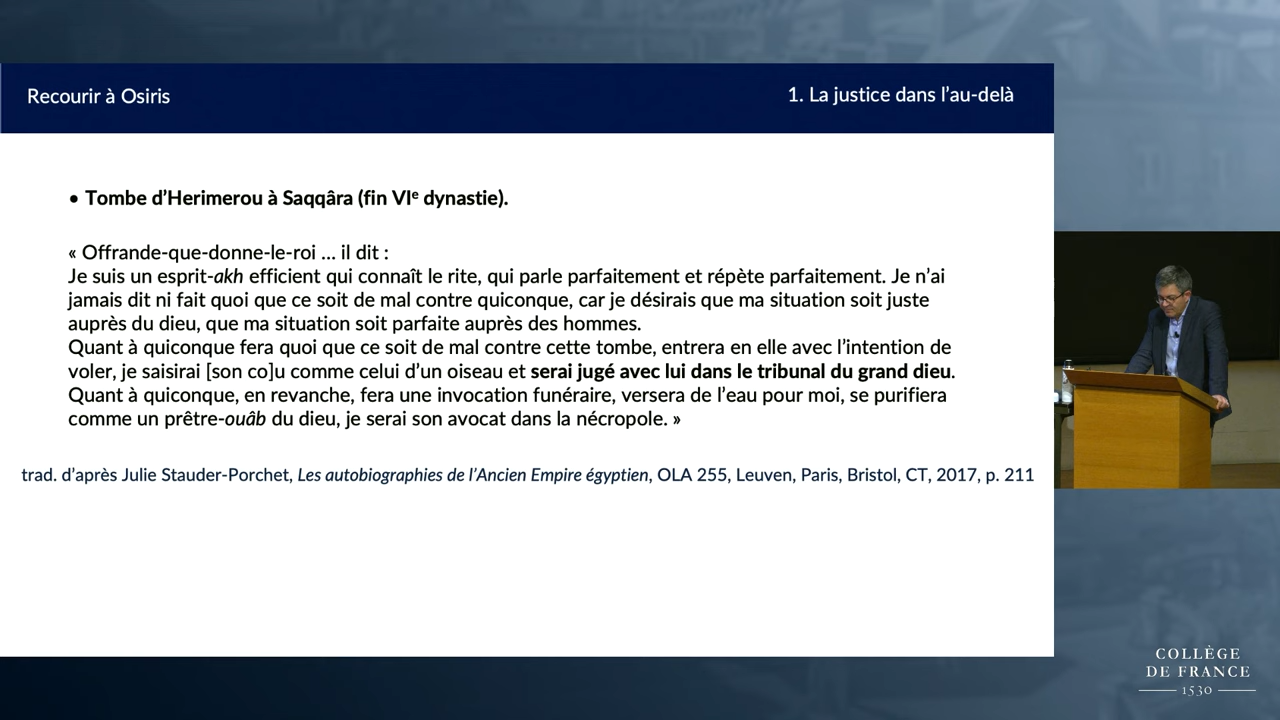 Recourir à Osiris
1. La justice dans l'au-delà
• Tombe d'Herimerou à Saqqâra (fin VIᵉ dynastie).
« Offrande-que-donne-le-roi … il dit :
Je suis un esprit-akh efficient qui connaît le rite, qui parle parfaitement et répète parfaitement. Je n'ai
jamais dit ni fait quoi que ce soit de mal contre quiconque, car je désirais que ma situation soit juste
auprès du dieu, que ma situation soit parfaite auprès des hommes.
Quant à quiconque fera quoi que ce soit de mal contre cette tombe, entrera en elle avec l'intention de
voler, je saisirai [son co]u comme celui d'un oiseau et serai jugé avec lui dans le tribunal du grand dieu.
Quant à quiconque, en revanche, fera une invocation funéraire, versera de l'eau pour moi, se purifiera
comme un prêtre-ouâb du dieu, je serai son avocat dans la nécropole. »
trad. d'après Julie Stauder-Porchet, Les autobiographies de l'Ancien Empire égyptien, OLA 255, Leuven, Paris, Bristol, CT, 2017, p. 211
COLLÈGE
DE FRANCE
1530